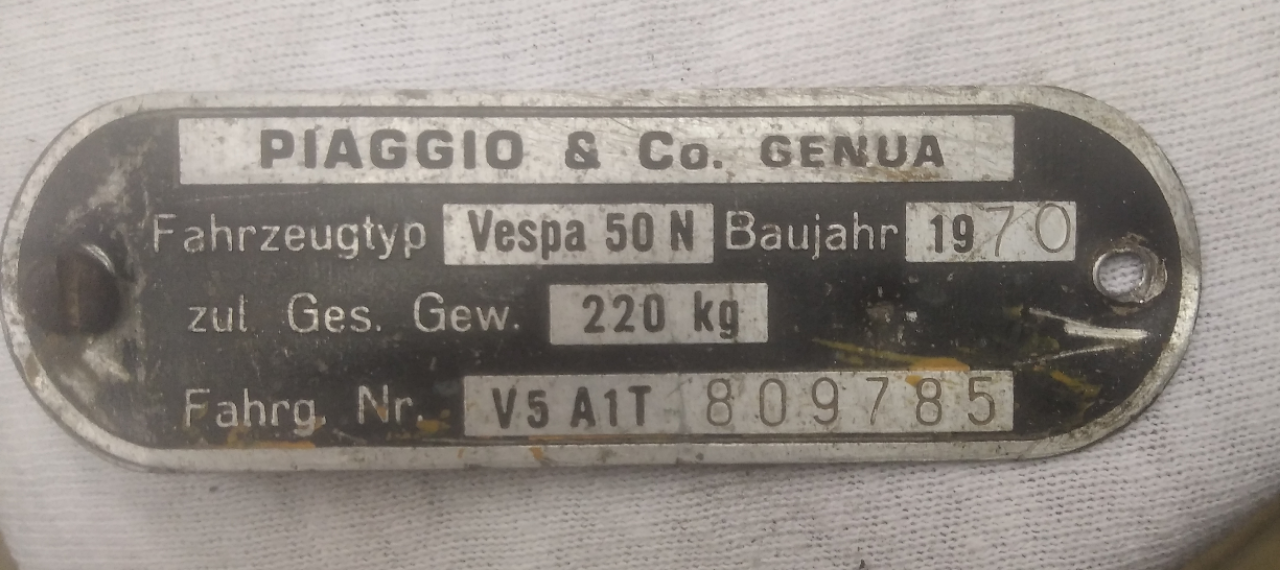 PIAGGIO & Co. GENUA
Fahrzeugtyp Vespa 50 N Baujahr 1970
zul Ges. Gew. 220 kg
Fahrg. Nr. V5 A1T 809785